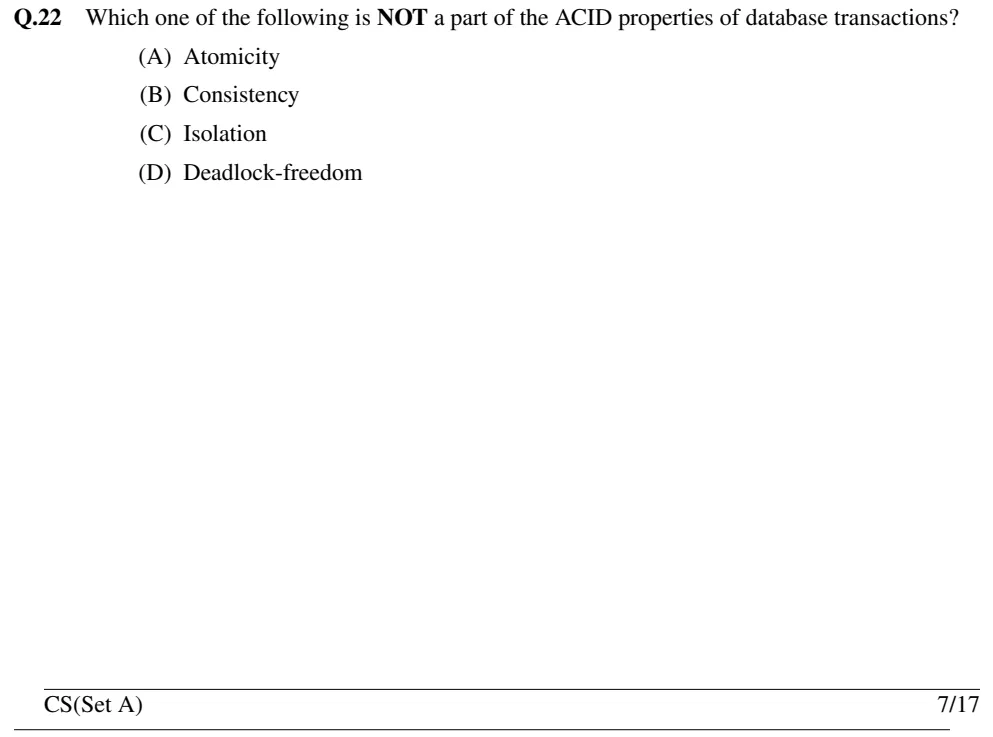 Q.22 Which one of the following is NOT a part of the ACID properties of database transactions?
(A) Atomicity
(B) Consistency
(C) Isolation
(D) Deadlock-freedom
CS(Set A) 7/17